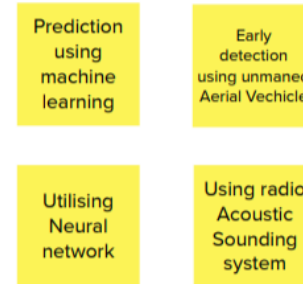 Prediction
using
machine
learning
Early
detection
using unmaned
Aerial Vechicle
Utilising
Neural
network
Using radio
Acoustic
Sounding
system